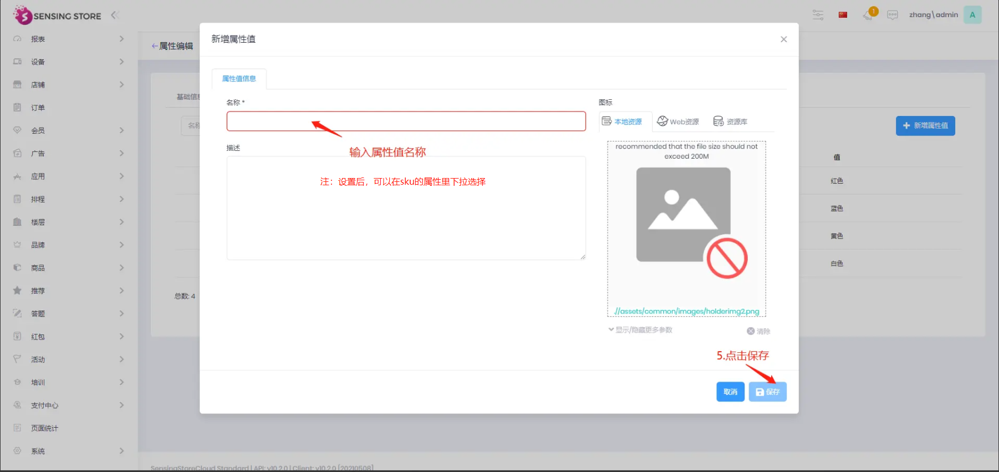 SENSING STORE
1
zhang\admin
A
报表
设备
店铺
订单
会员
广告
应用
排程
楼层
品牌
商品
推荐
答题
红包
活动
培训
支付中心
页面统计
系统
←属性编辑
基础信息
名称
总数: 4
新增属性值
值
红色
蓝色
黄色
白色
新增属性值
×
属性值信息
名称 *
输入属性值名称
描述
注：设置后，可以在sku的属性里下拉选择
图标
本地资源
Web资源
资源库
recommended that the file size should not
exceed 200M
.//assets/common/images/holderimg2.png
显示/隐藏更多参数
清除
5.点击保存
取消
保存
SensingStoreCloud Standard | API: v10.2.0 | Client: v10.2.0 [20210508]